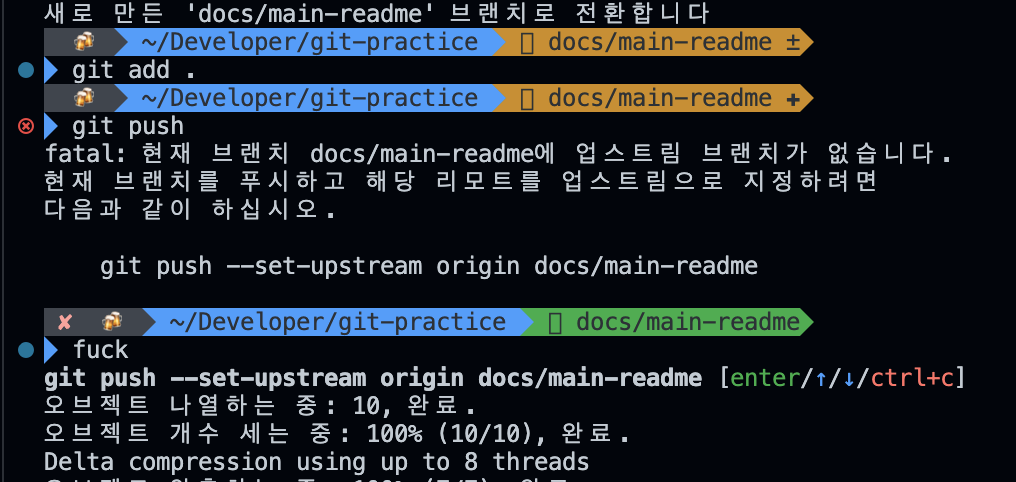 새로 만든 'docs/main-readme' 브랜치로 전환합니다
~/Developer/git-practice docs/main-readme ±
git add .
~/Developer/git-practice docs/main-readme ✚
git push
fatal: 현재 브랜치 docs/main-readme에 업스트림 브랜치가 없습니다.
현재 브랜치를 푸시하고 해당 리모트를 업스트림으로 지정하려면
다음과 같이 하십시오.
git push --set-upstream origin docs/main-readme
✘ ~/Developer/git-practice docs/main-readme
fuck
git push --set-upstream origin docs/main-readme [enter/↑/↓/ctrl+c]
오브젝트 나열하는 중: 10, 완료.
오브젝트 개수 세는 중: 100% (10/10), 완료.
Delta compression using up to 8 threads